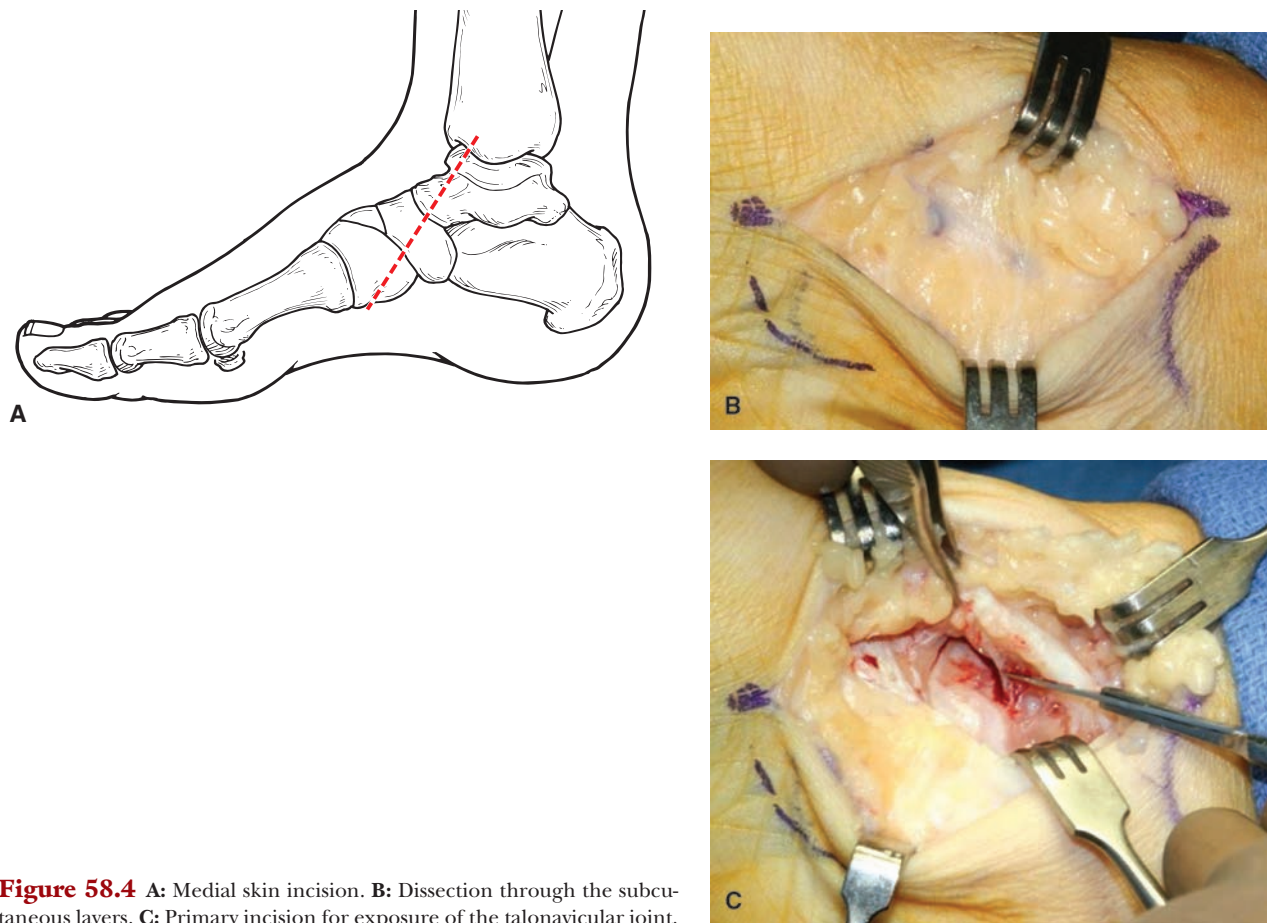 A
B
C
Figure 58.4 A: Medial skin incision. B: Dissection through the subcu-
taneous layers. C: Primary incision for exposure of the talonavicular joint.